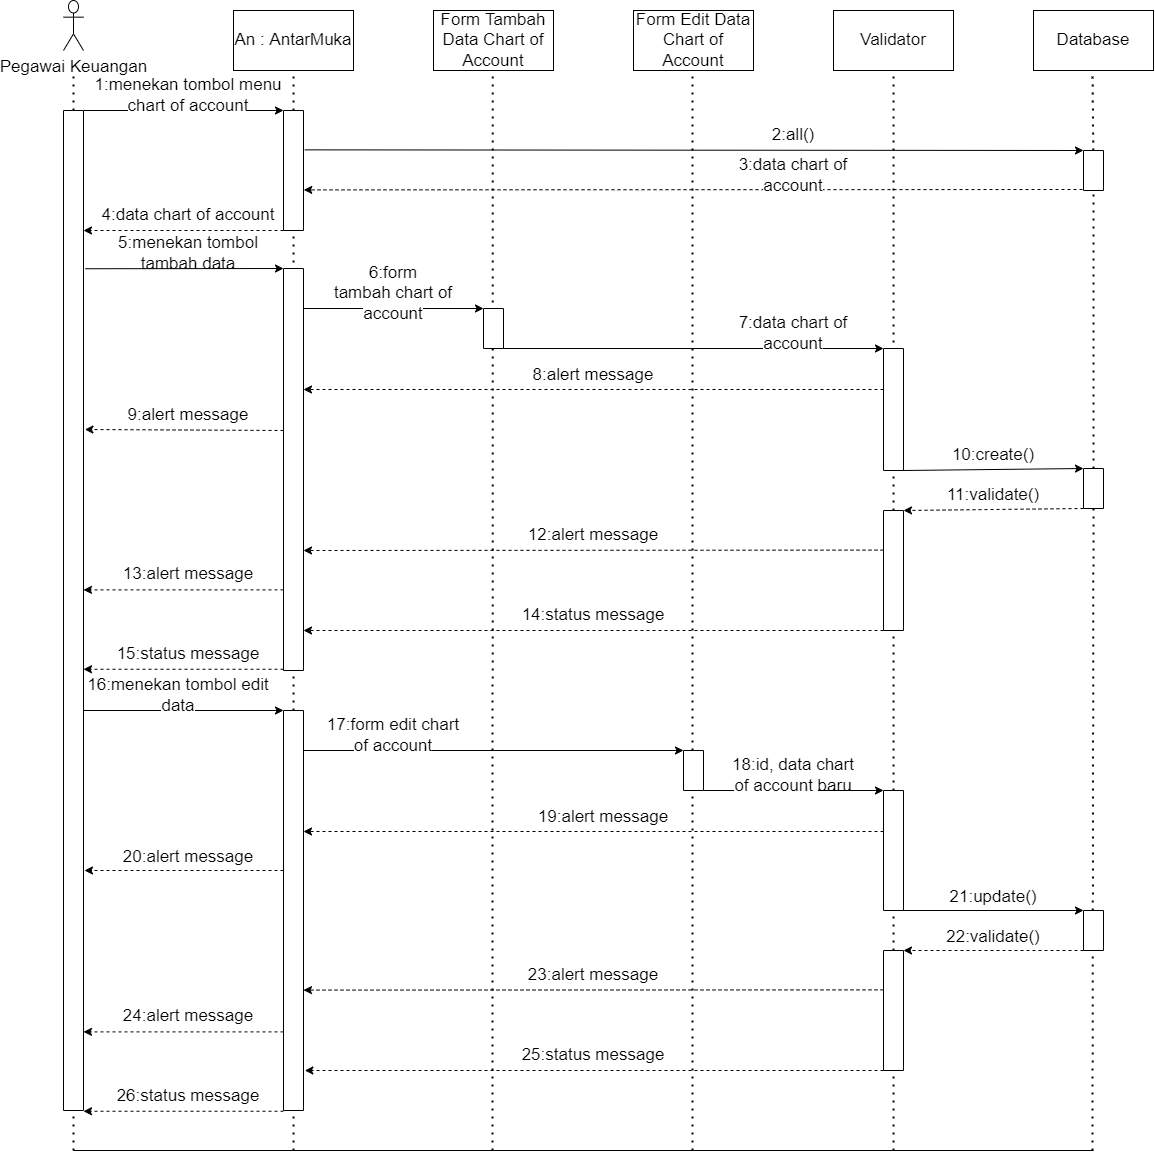 Pegawai Keuangan
An : AntarMuka
Form Tambah
Data Chart of
Account
Form Edit Data
Chart of
Account
Validator
Database
1:menekan tombol menu
chart of account
2:all()
3:data chart of
account
4:data chart of account
5:menekan tombol
tambah data
6:form
tambah chart of
account
7:data chart of
account
8:alert message
9:alert message
10:create()
11:validate()
12:alert message
13:alert message
14:status message
15:status message
16:menekan tombol edit
data
17:form edit chart
of account
18:id, data chart
of account baru
19:alert message
20:alert message
21:update()
22:validate()
23:alert message
24:alert message
25:status message
26:status message